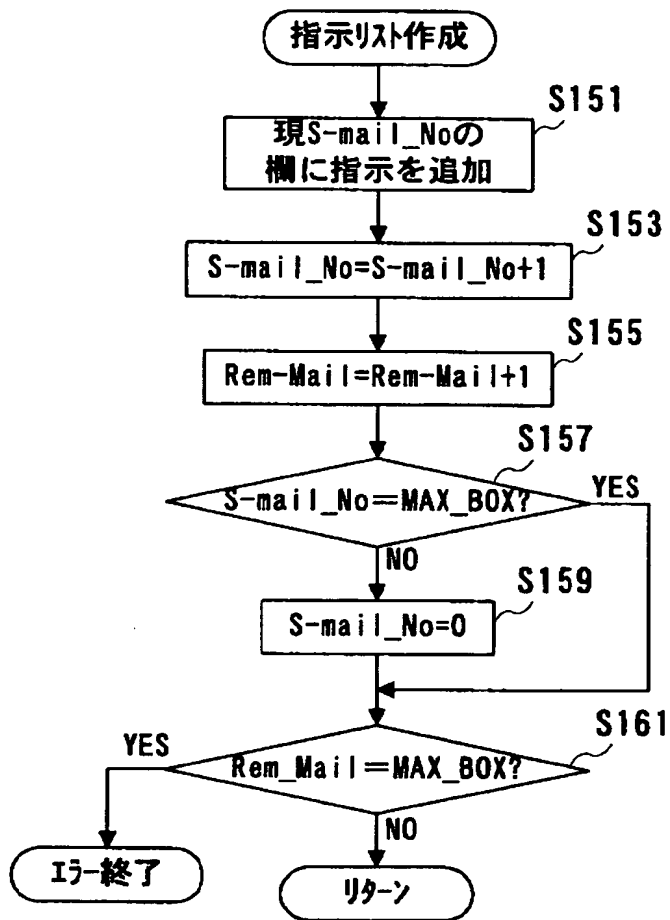 指示リスト作成
S151
現S-mail_Noの
欄に指示を追加
S153
S-mail_No=S-mail_No+1
S155
Rem-Mail=Rem-Mail+1
S157
S-mail_No==MAX_BOX?
YES
NO
S159
S-mail_No=0
S161
YES
Rem_Mail==MAX_BOX?
NO
エラー終了
リターン